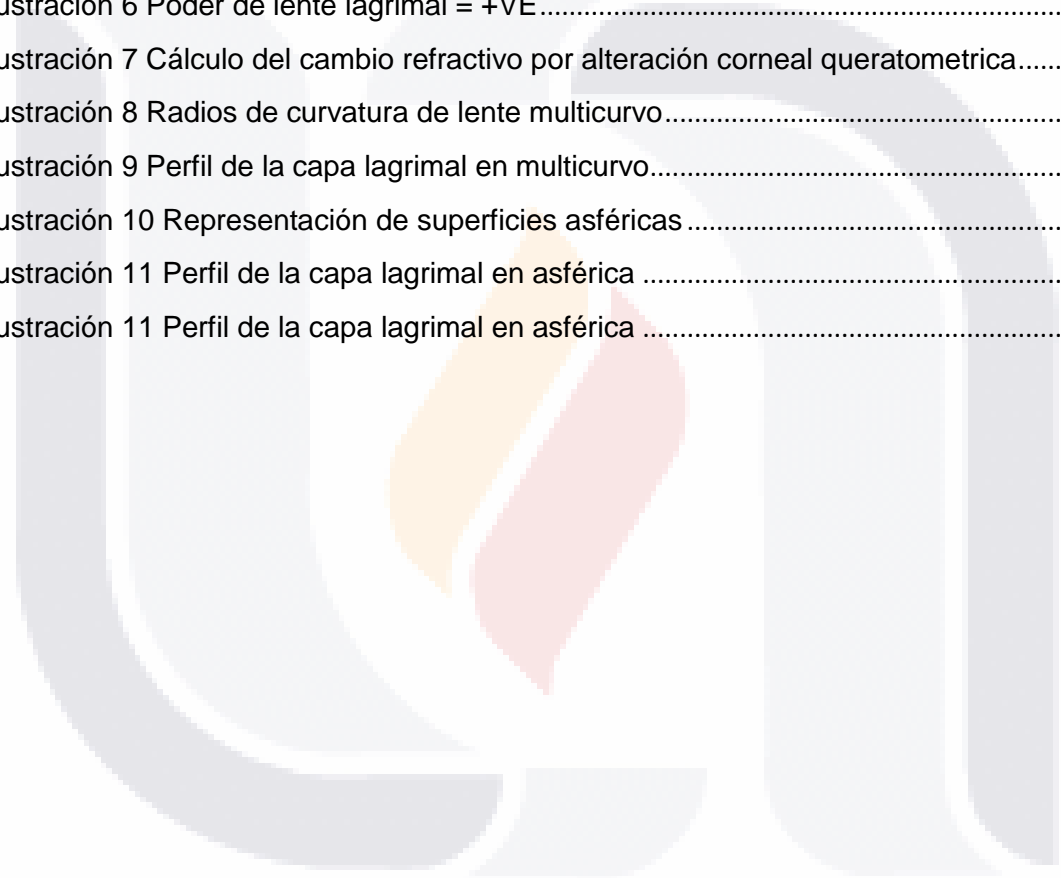 ustración 6 Poder de lente lagrimal = +VE................................................................
ustración 7 Cálculo del cambio refractivo por alteración corneal queratometrica......
ustración 8 Radios de curvatura de lente multicurvo.....................................................
ustración 9 Perfil de la capa lagrimal en multicurvo.......................................................
ustración 10 Representación de superficies asféricas ..................................................
ustración 11 Perfil de la capa lagrimal en asférica ........................................................
ustración 11 Perfil de la capa lagrimal en asférica ........................................................